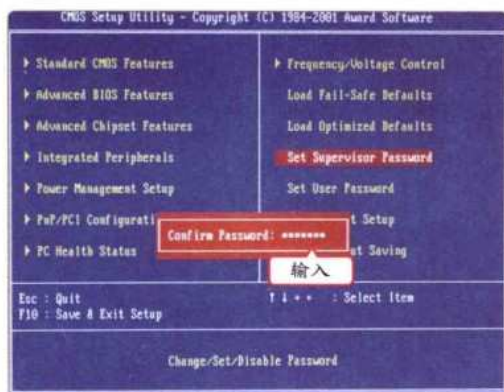 CMOS Setup Utility - Copyright (C) 1984-2001 Award Software
▶ Standard CMOS Features
▶ Advanced BIOS Features
▶ Advanced Chipset Features
▶ Integrated Peripherals
▶ Power Management Setup
▶ PnP/PCI Configurati
▶ PC Health Status
▶ Frequency/Voltage Control
Load Fail-Safe Defaults
Load Optimized Defaults
Set Supervisor Password
Set User Password
t Setup
ut Saving
Confirm Password: *******
输入
Esc : Quit
F10 : Save & Exit Setup
↑ ↓ ← → : Select Item
Change/Set/Disable Password